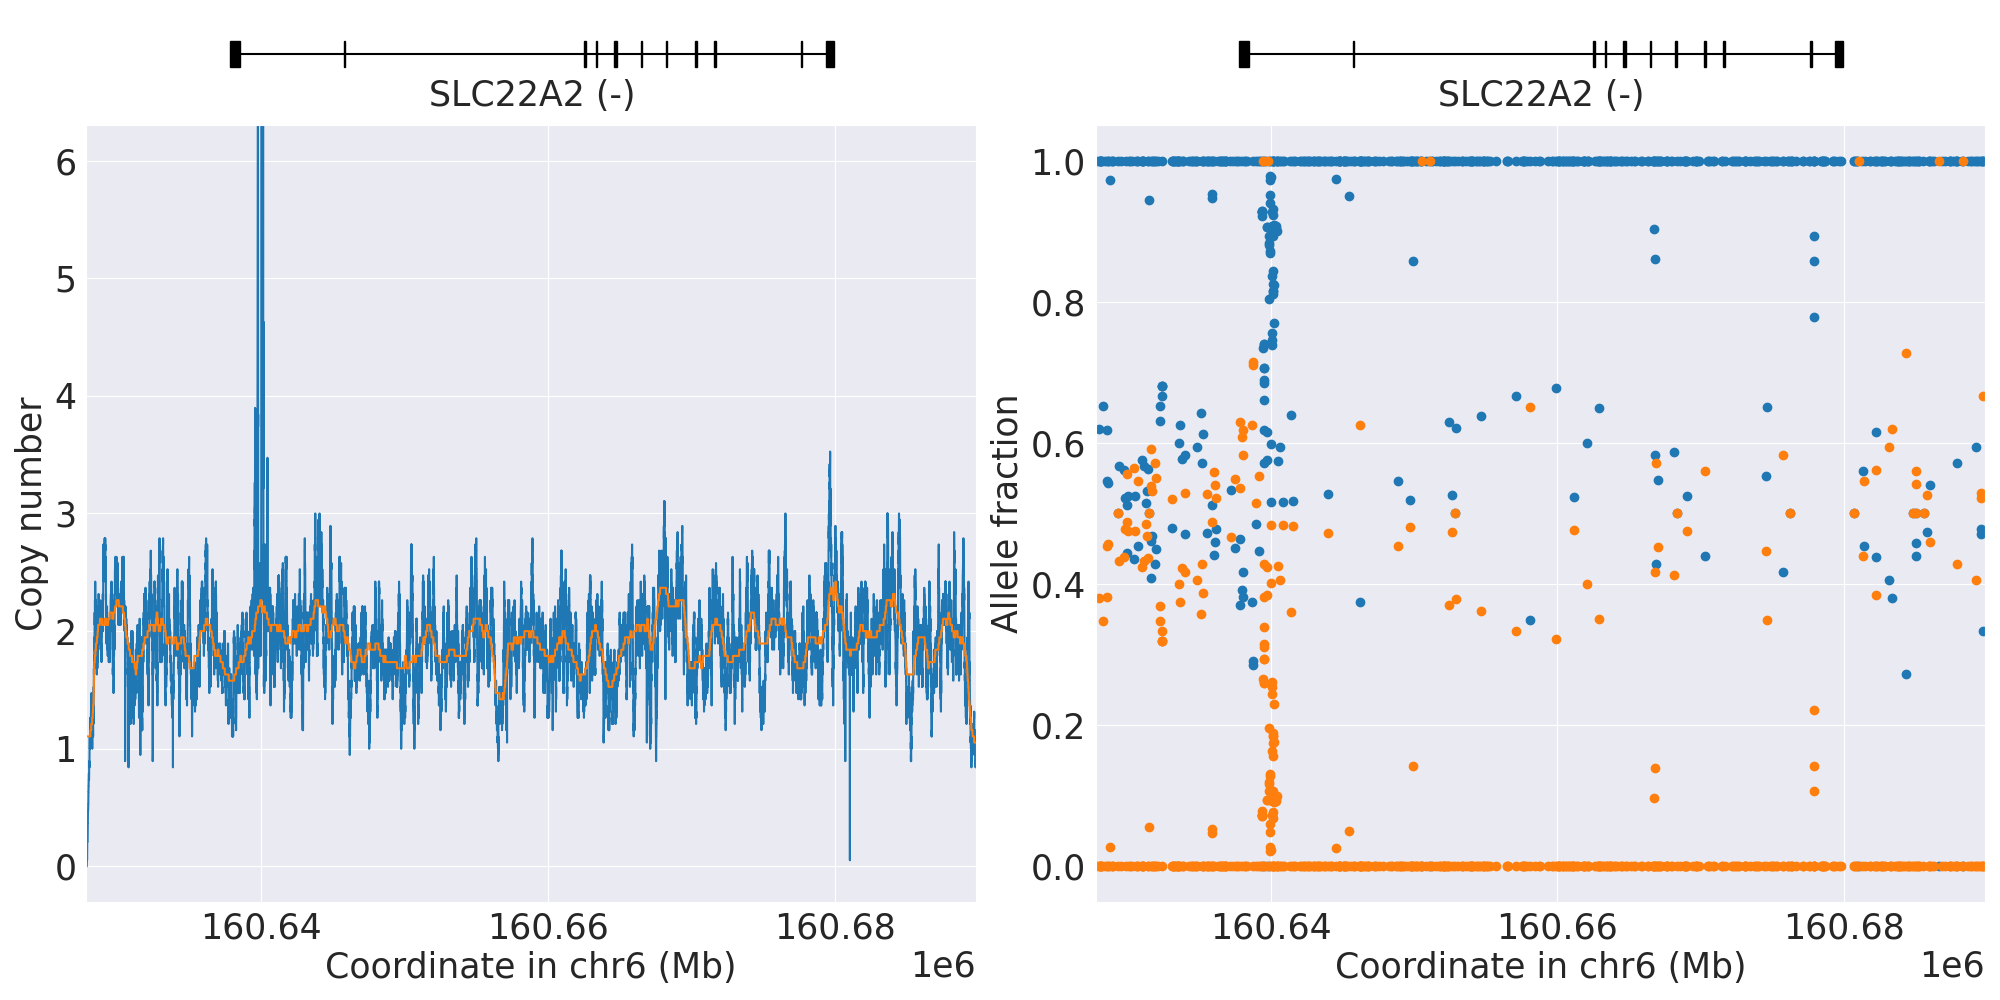 SLC22A2 (-)
6
5
4
3
2
1
0
Copy number
160.64
160.66
160.68
Coordinate in chr6 (Mb)
1e6
SLC22A2 (-)
1.0
0.8
0.6
0.4
0.2
0.0
Allele fraction
160.64
160.66
160.68
Coordinate in chr6 (Mb)
1e6